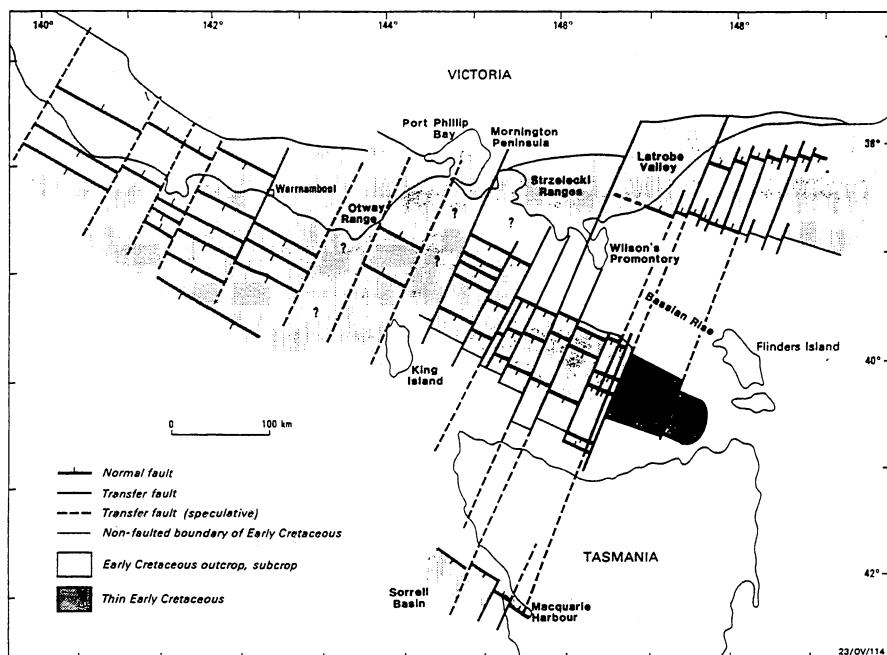 140°
142°
144°
146°
148°
VICTORIA
Port Phillip
Bay
Mornington
Peninsula
Latrobe
Valley
38°
Strzelecki
Ranges
Warrnambool
Otway
Range
?
?
?
?
?
Wilson's
Promontory
Bassian Rise
Flinders Island
40°
King
Island
0
100 km
Normal fault
Transfer fault
Transfer fault (speculative)
Non-faulted boundary of Early Cretaceous
Early Cretaceous outcrop, subcrop
Thin Early Cretaceous
TASMANIA
42°
Sorrell
Basin
Macquarie
Harbour
23/OV/114